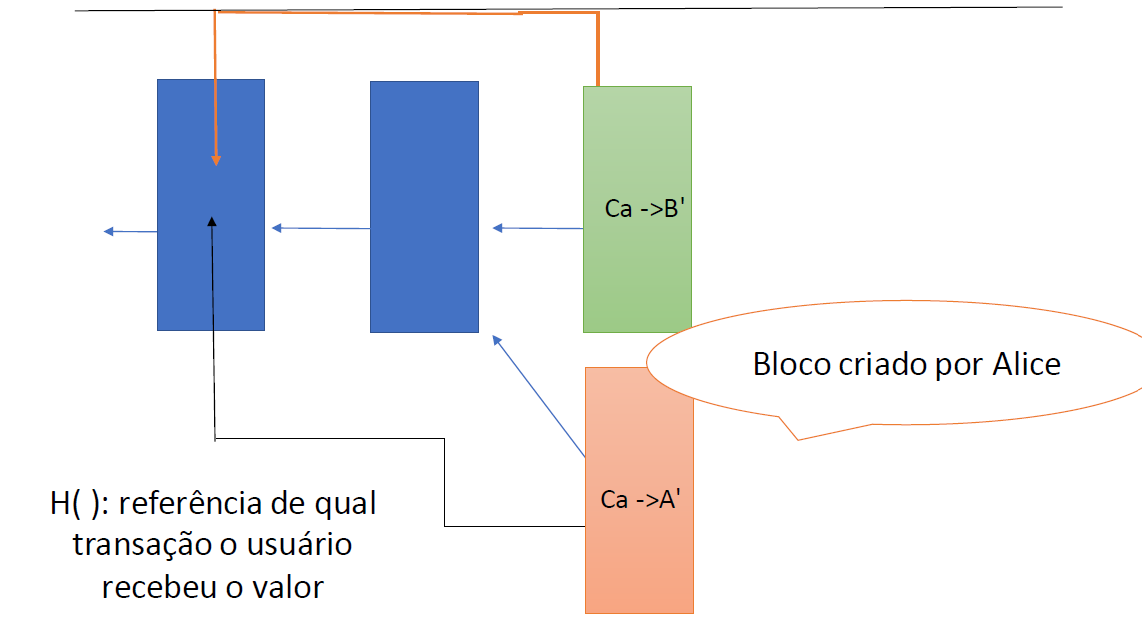 Ca ->B'
Bloco criado por Alice
Ca ->A'
H( ): referência de qual
transação o usuário
recebeu o valor